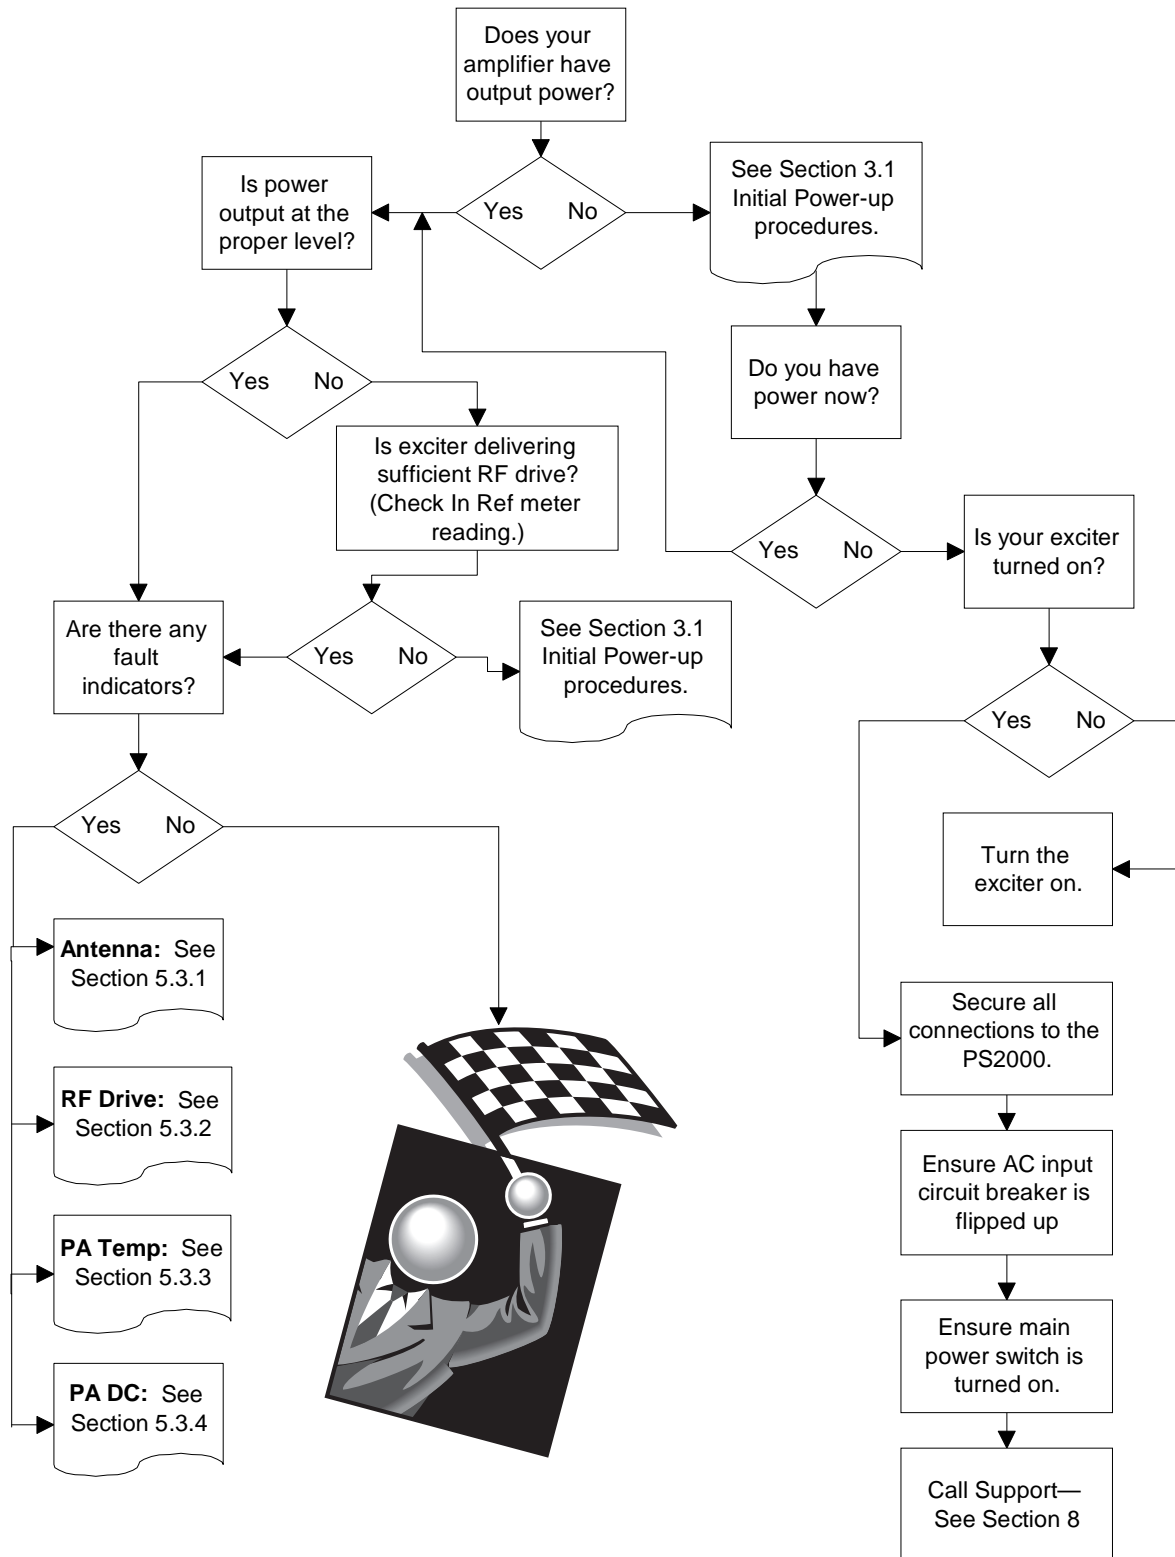 Does your
amplifier have
output power?
Yes No
Is power
output at the
proper level?
See Section 3.1
Initial Power-up
procedures.
Yes No
Do you have
power now?
Is exciter delivering
sufficient RF drive?
(Check In Ref meter
reading.)
Yes No
Is your exciter
turned on?
Are there any
fault
indicators?
Yes No
See Section 3.1
Initial Power-up
procedures.
Yes No
Yes No
Turn the
exciter on.
Antenna: See
Section 5.3.1
Secure all
connections to the
PS2000.
RF Drive: See
Section 5.3.2
Ensure AC input
circuit breaker is
flipped up
PA Temp: See
Section 5.3.3
Ensure main
power switch is
turned on.
PA DC: See
Section 5.3.4
Call Support—
See Section 8